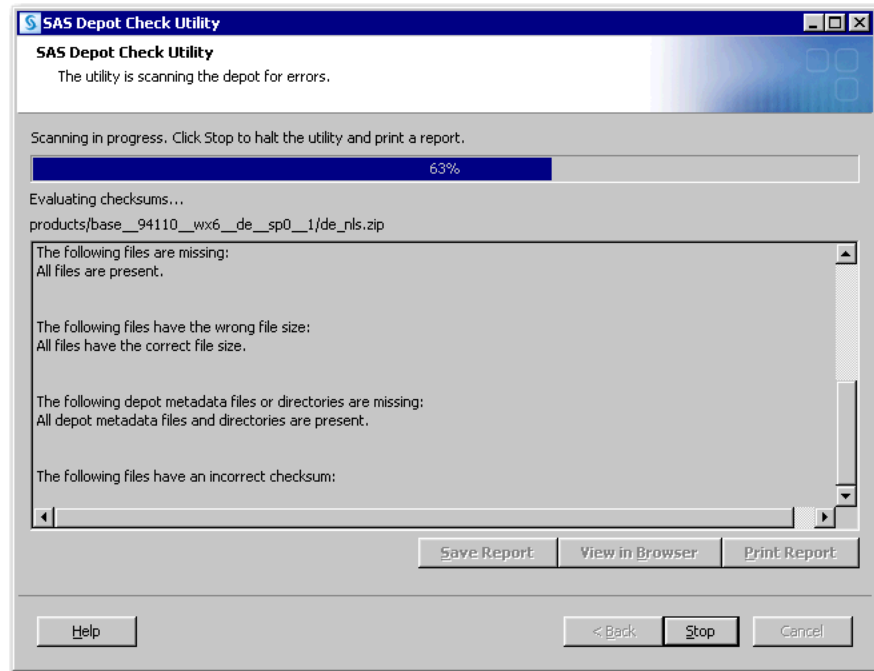 SAS Depot Check Utility
SAS Depot Check Utility
The utility is scanning the depot for errors.
Scanning in progress. Click Stop to halt the utility and print a report.
63%
Evaluating checksums...
products/base__94110__wx6__de__sp0__1/de_nls.zip
The following files are missing:
All files are present.
The following files have the wrong file size:
All files have the correct file size.
The following depot metadata files or directories are missing:
All depot metadata files and directories are present.
The following files have an incorrect checksum:
Save Report View in Browser Print Report
Help < Back Stop Cancel